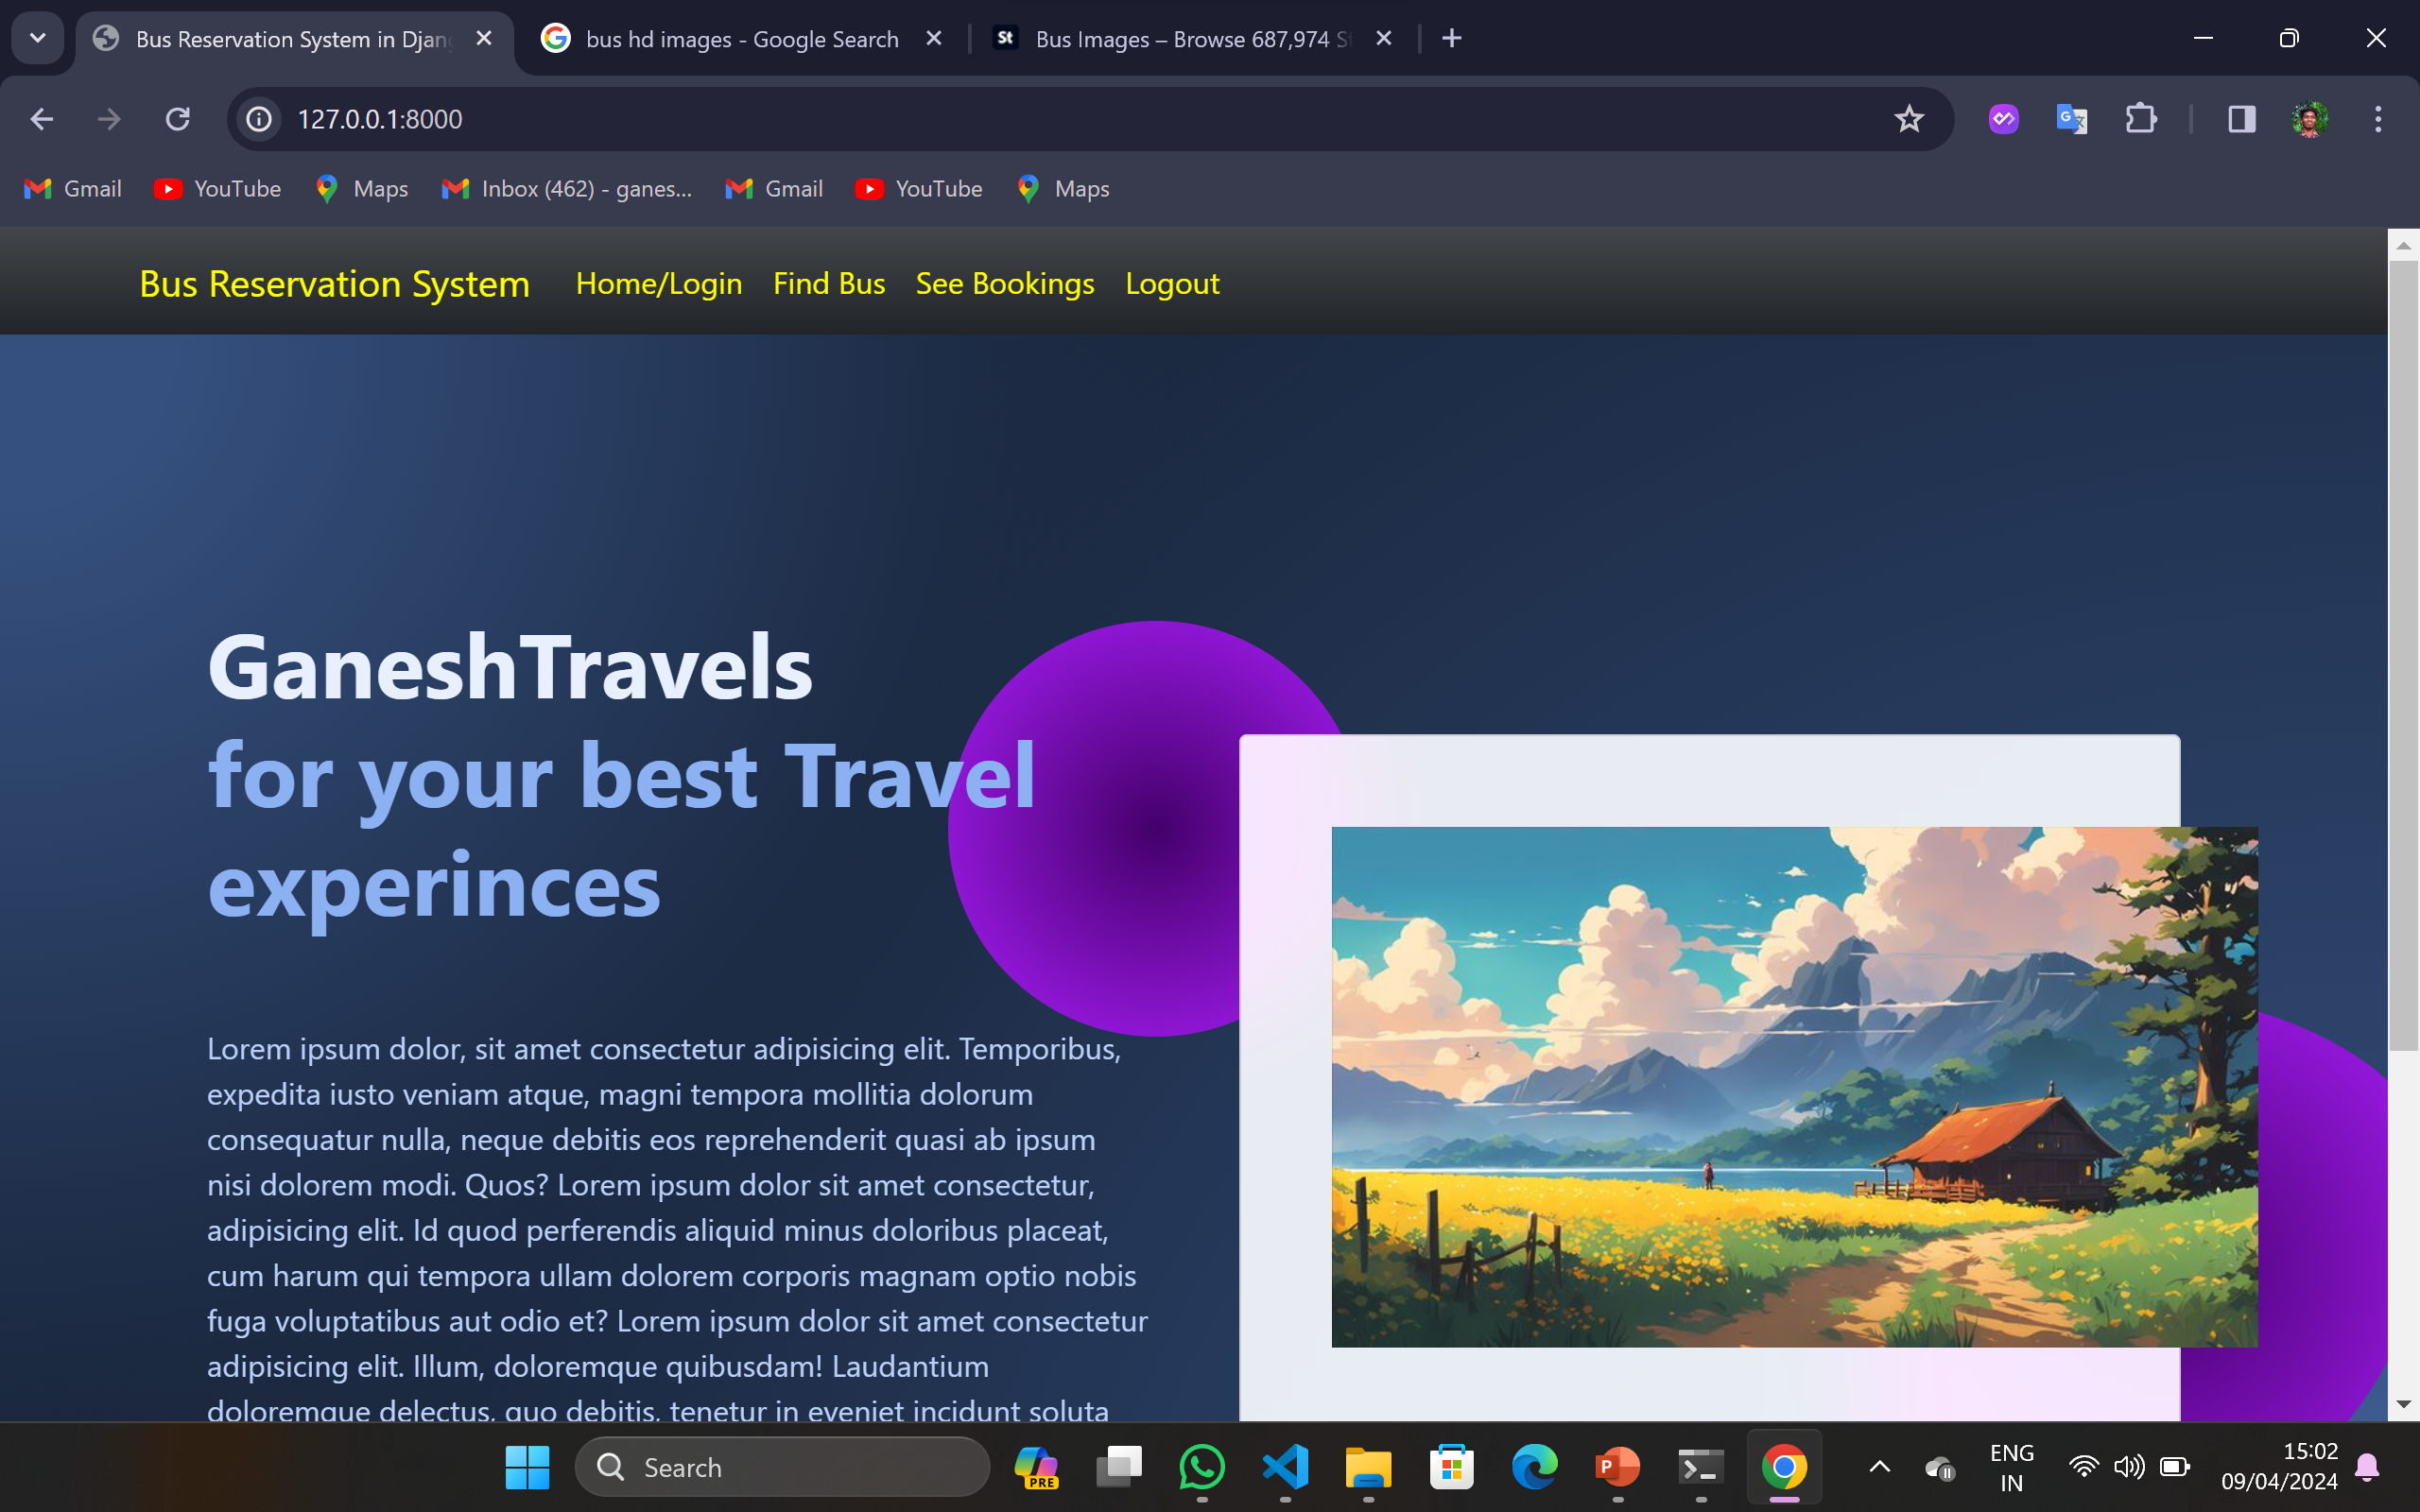 Bus Reservation System in Djan
bus hd images - Google Search
St
Bus Images – Browse 687,974 S
127.0.0.1:8000
Gmail
YouTube
Maps
Inbox (462) - ganes...
Gmail
YouTube
Maps
Bus Reservation System
Home/Login
Find Bus
See Bookings
Logout
GaneshTravels
for your best Travel
experinces
Lorem ipsum dolor, sit amet consectetur adipisicing elit. Temporibus,
expedita iusto veniam atque, magni tempora mollitia dolorum
consequatur nulla, neque debitis eos reprehenderit quasi ab ipsum
nisi dolorem modi. Quos? Lorem ipsum dolor sit amet consectetur,
adipisicing elit. Id quod perferendis aliquid minus doloribus placeat,
cum harum qui tempora ullam dolorem corporis magnam optio nobis
fuga voluptatibus aut odio et? Lorem ipsum dolor sit amet consectetur
adipisicing elit. Illum, doloremque quibusdam! Laudantium
doloremque delectus, quo debitis, tenetur in eveniet incidunt soluta
Search
PRE
P
ENG
IN
15:02
09/04/2024